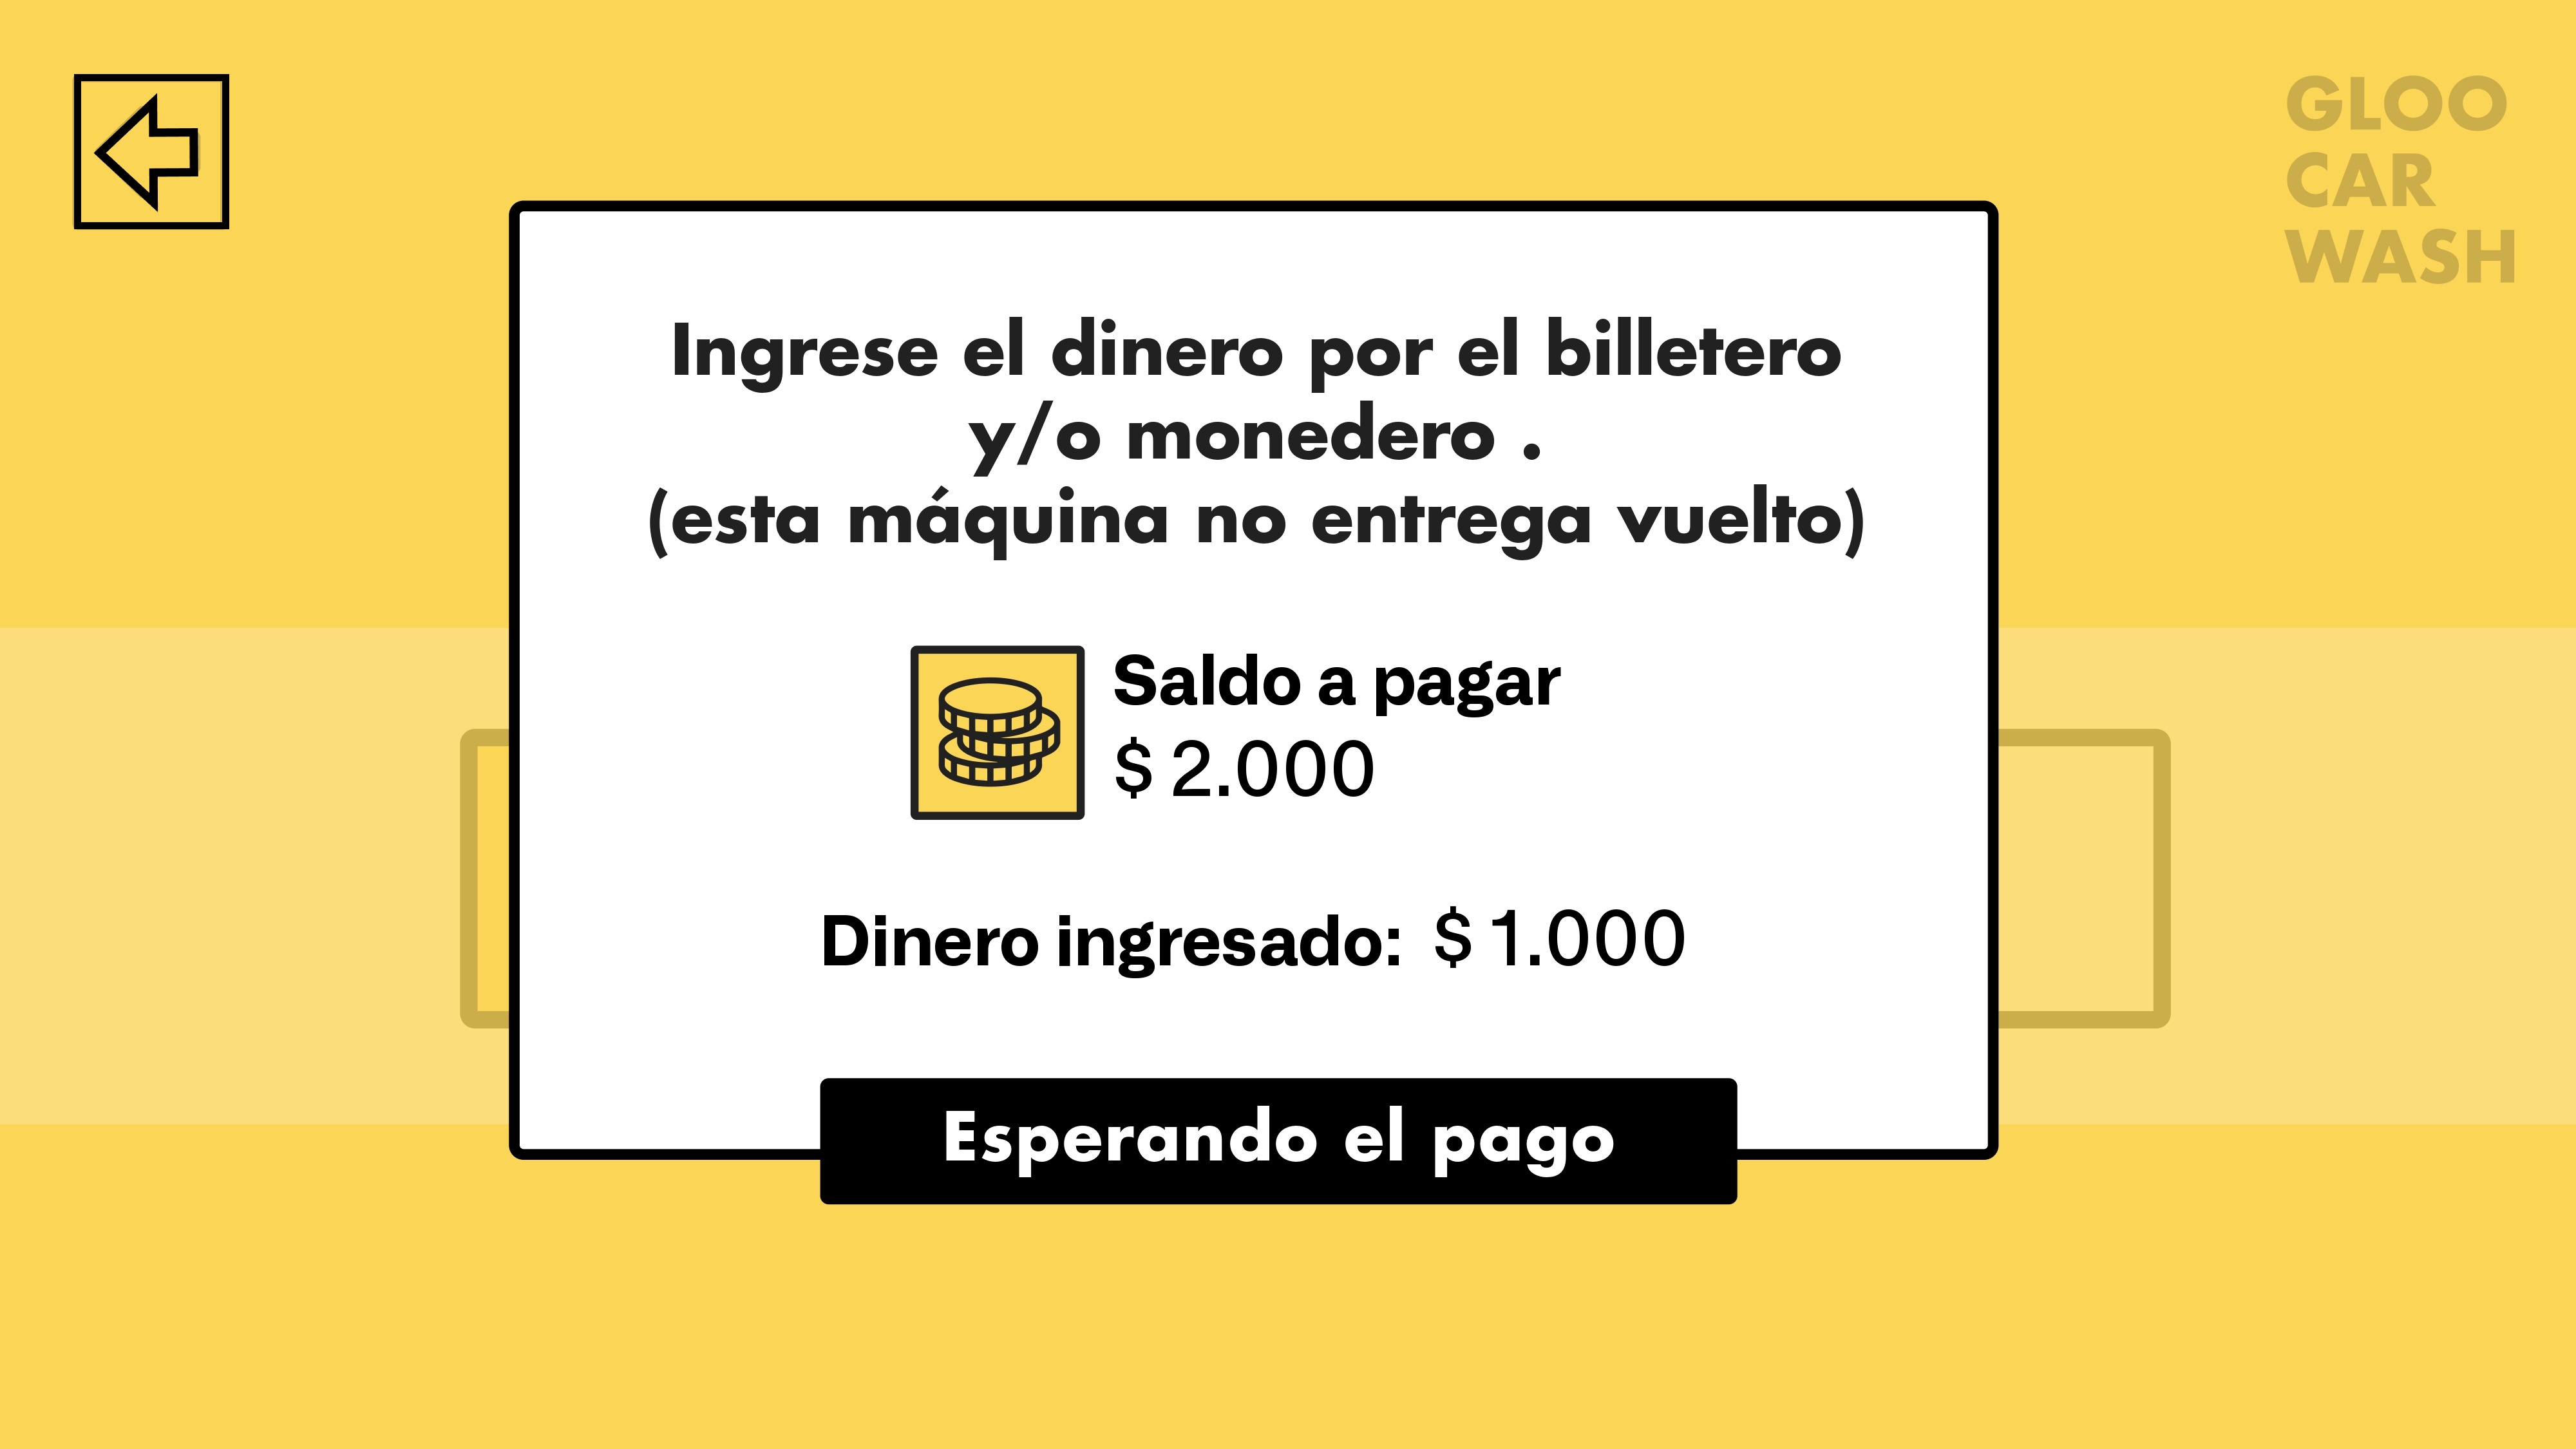 GLOO
CAR
WASH
Ingrese el dinero por el billetero
y/o monedero .
(esta máquina no entrega vuelto)
Saldo a pagar
$ 2.000
Dinero ingresado: $ 1.000
Esperando el pago